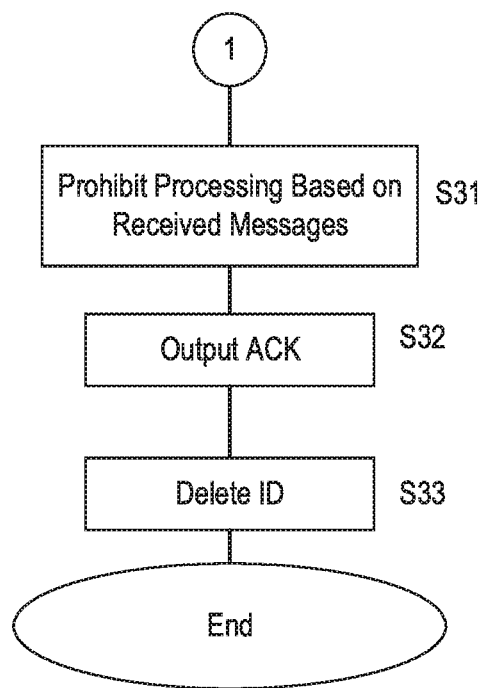 1
Prohibit Processing Based on
Received Messages
S31
Output ACK
S32
Delete ID
S33
End